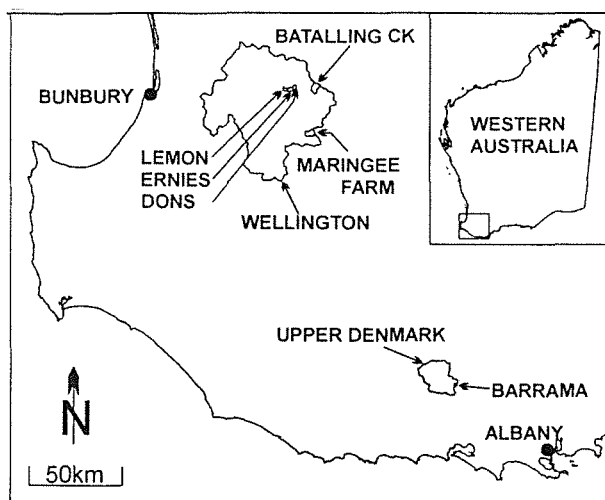 BATALLING CK
BUNBURY
WESTERN
AUSTRALIA
LEMON
ERNIES
DONS
MARINGEE
FARM
WELLINGTON
UPPER DENMARK
BARRAMA
ALBANY
N
50km